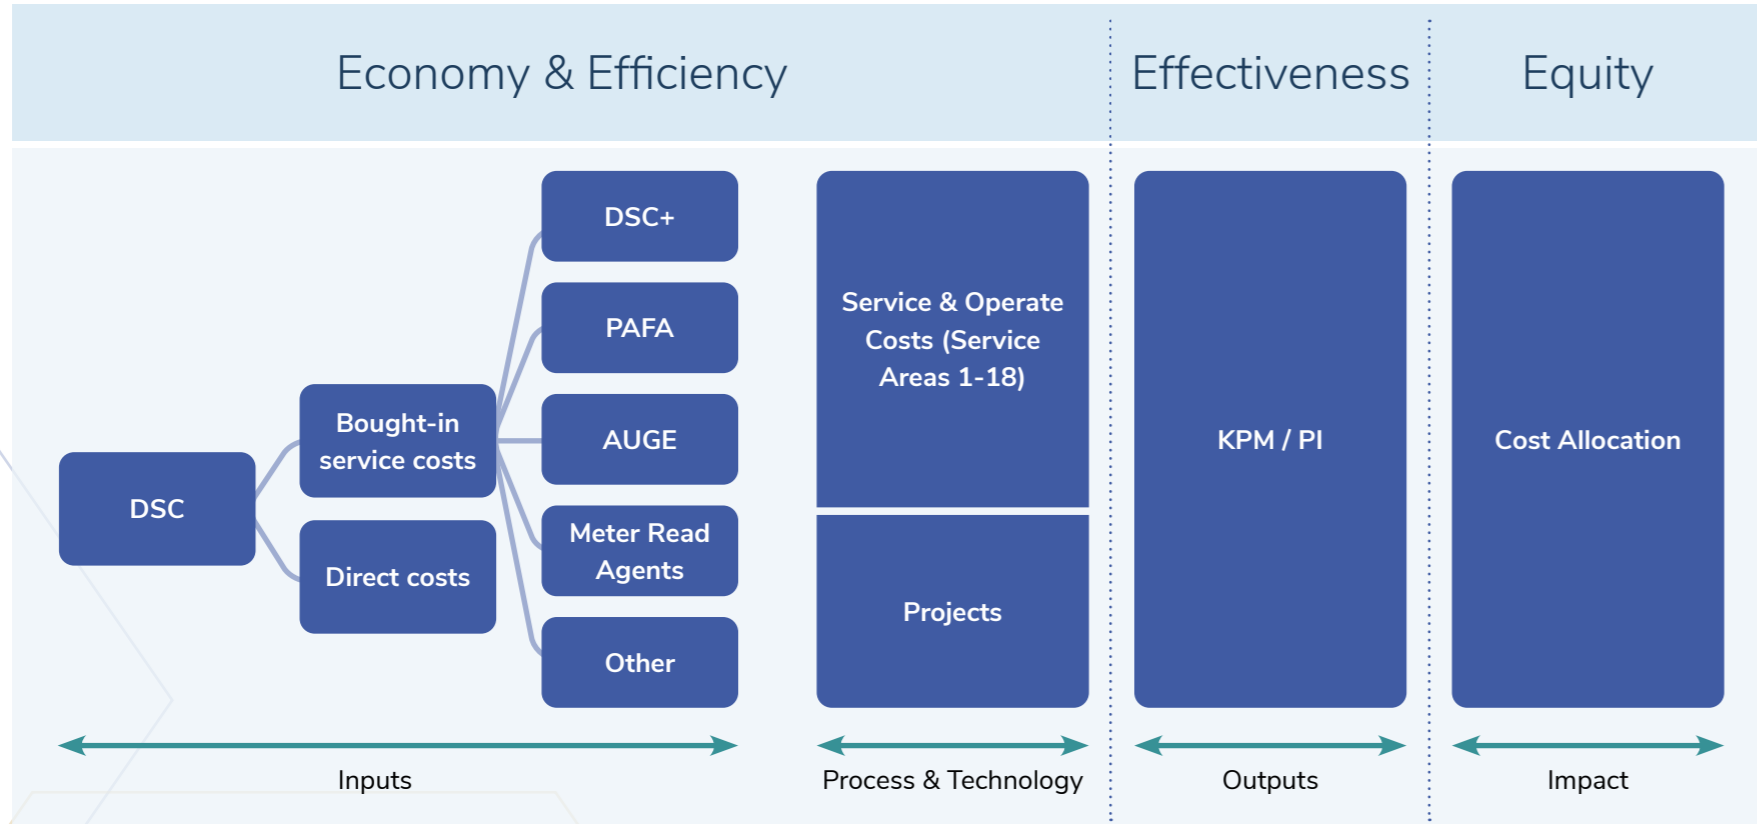 Economy & Efficiency
Effectiveness
Equity
DSC
Bought-in
service costs
Direct costs
DSC+
PAFA
AUGE
Meter Read
Agents
Other
Service & Operate
Costs (Service
Areas 1-18)
Projects
KPM / PI
Cost Allocation
Inputs
Process & Technology
Outputs
Impact